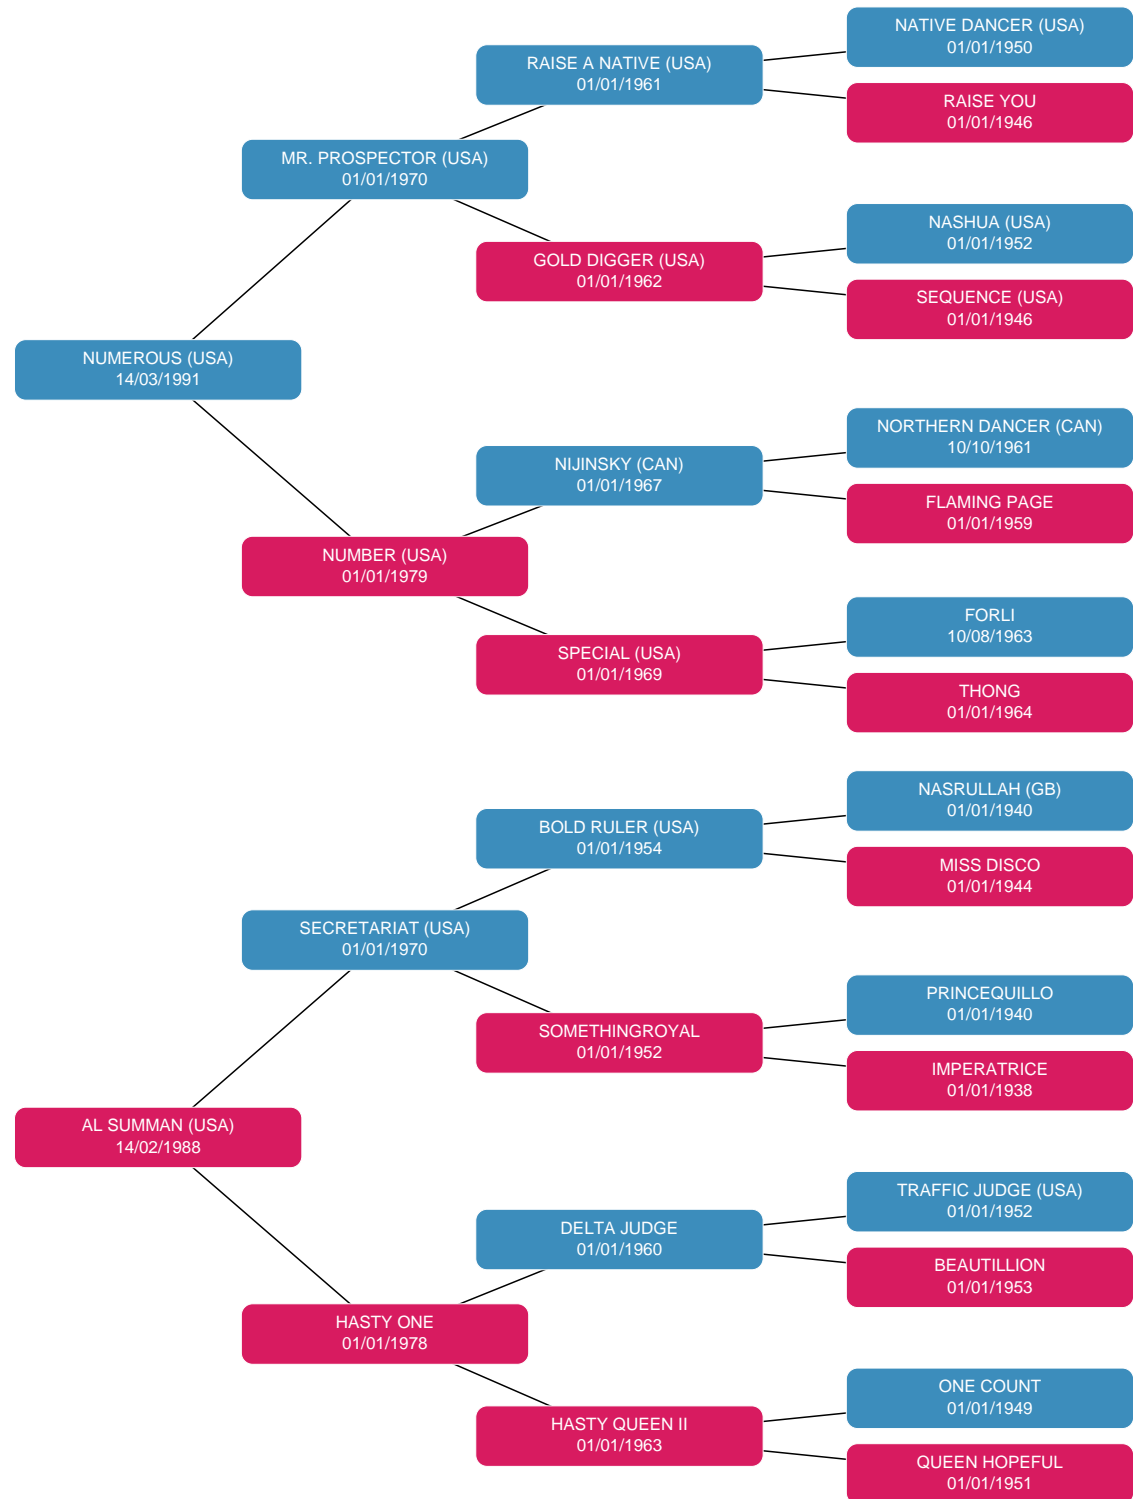 NATIVE DANCER (USA)
01/01/1950
RAISE A NATIVE (USA)
01/01/1961
RAISE YOU
01/01/1946
MR. PROSPECTOR (USA)
01/01/1970
NASHUA (USA)
01/01/1952
GOLD DIGGER (USA)
01/01/1962
SEQUENCE (USA)
01/01/1946
NUMEROUS (USA)
14/03/1991
NORTHERN DANCER (CAN)
10/10/1961
NIJINSKY (CAN)
01/01/1967
FLAMING PAGE
01/01/1959
NUMBER (USA)
01/01/1979
FORLI
10/08/1963
SPECIAL (USA)
01/01/1969
THONG
01/01/1964
NASRULLAH (GB)
01/01/1940
BOLD RULER (USA)
01/01/1954
MISS DISCO
01/01/1944
SECRETARIAT (USA)
01/01/1970
PRINCEQUILLO
01/01/1940
SOMETHINGROYAL
01/01/1952
IMPERATRICE
01/01/1938
AL SUMMAN (USA)
14/02/1988
TRAFFIC JUDGE (USA)
01/01/1952
DELTA JUDGE
01/01/1960
BEAUTILLION
01/01/1953
HASTY ONE
01/01/1978
ONE COUNT
01/01/1949
HASTY QUEEN II
01/01/1963
QUEEN HOPEFUL
01/01/1951